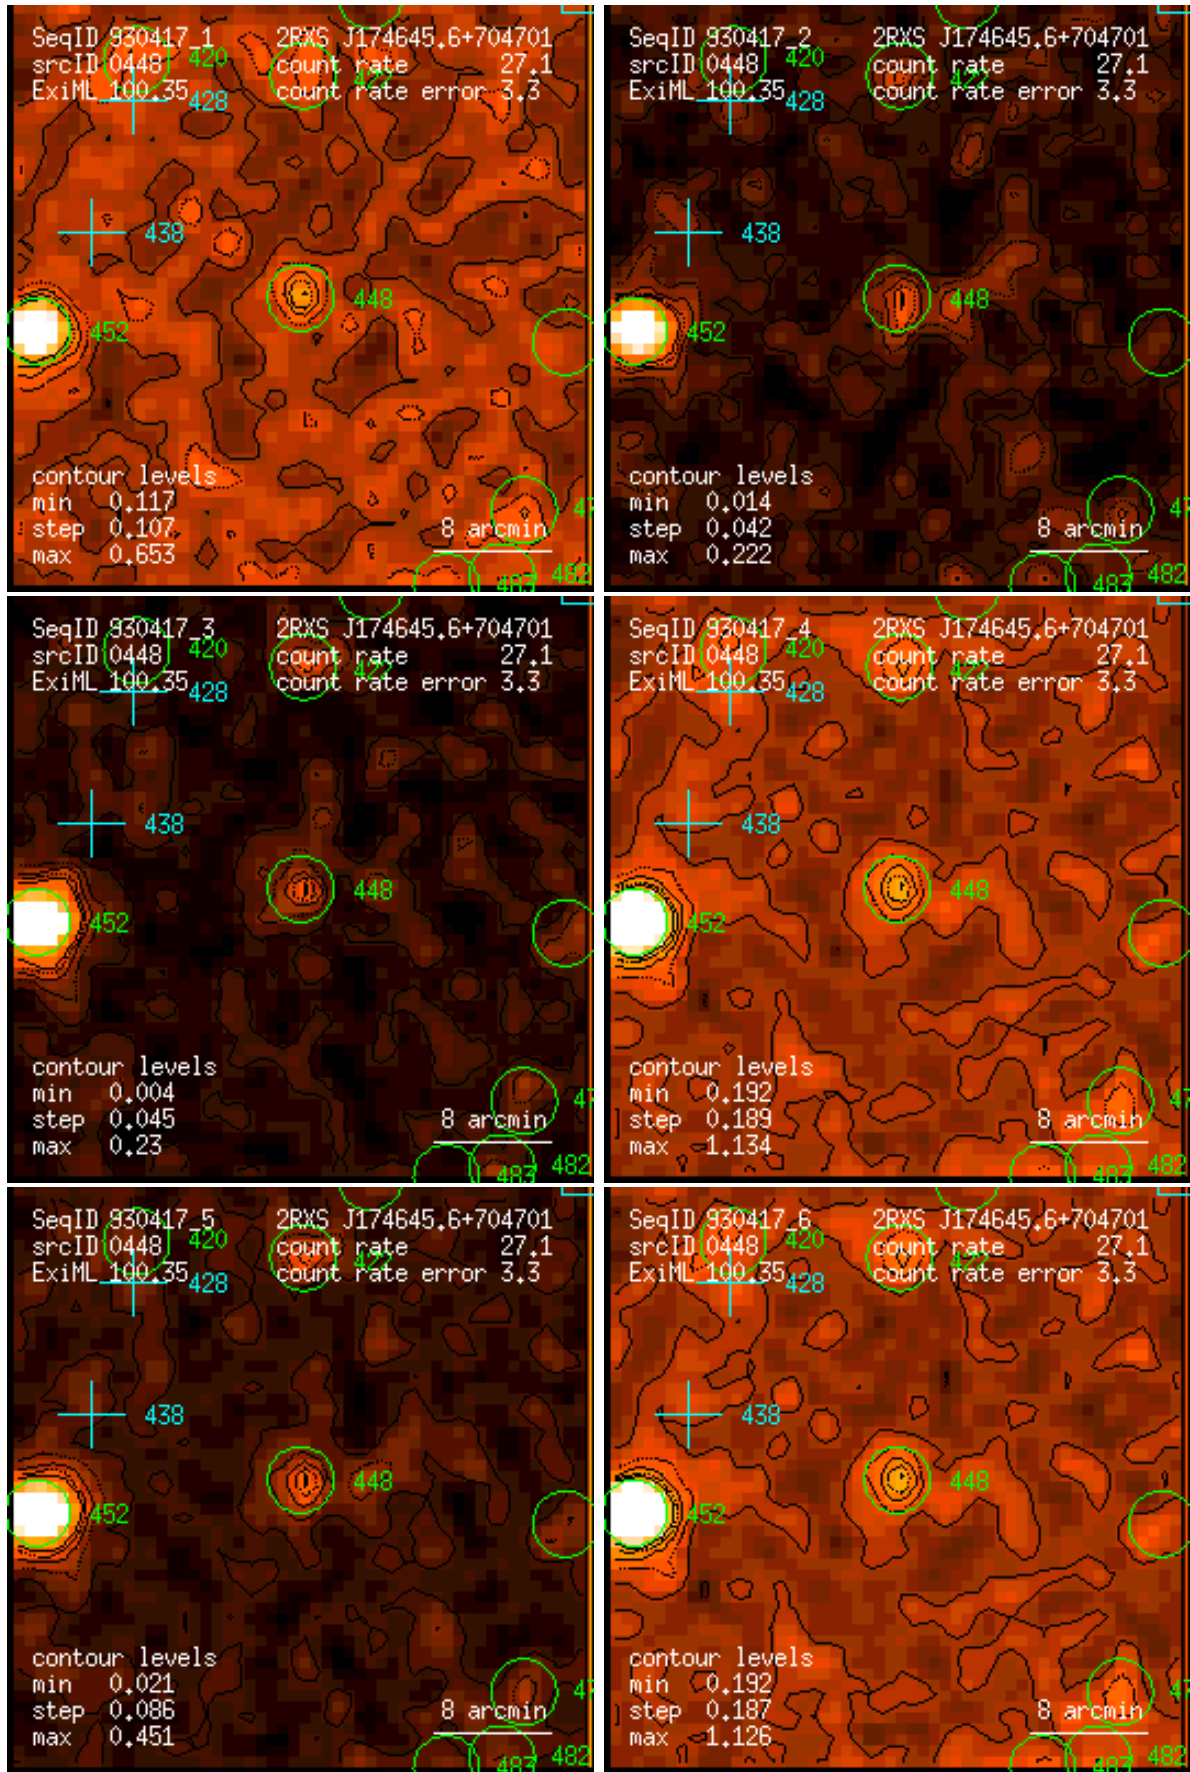 SeqID 930417_1 2RXS J174645.6+704701
srcID 0448 420 count rate 27.1
422
ExiML 100.35 428 count rate error 3.3
438
448
452
contour levels
min 0.117
step 0.107 8 arcmin
max 0.653
483 482
SeqID 930417_2 2RXS J174645.6+704701
srcID 0448 420 count rate 27.1
422
ExiML 100.35 428 count rate error 3.3
438
448
452
contour levels
min 0.014
step 0.042 8 arcmin
max 0.222
483 482
SeqID 930417_3 2RXS J174645.6+704701
srcID 0448 420 count rate 27.1
422
ExiML 100.35 428 count rate error 3.3
438
448
452
contour levels
min 0.004
step 0.045 8 arcmin
max 0.23
483 482
SeqID 930417_4 2RXS J174645.6+704701
srcID 0448 420 count rate 27.1
422
ExiML 100.35 428 count rate error 3.3
438
448
452
contour levels
min 0.192
step 0.189 8 arcmin
max 1.134
483 482
SeqID 930417_5 2RXS J174645.6+704701
srcID 0448 420 count rate 27.1
422
ExiML 100.35 428 count rate error 3.3
438
448
452
contour levels
min 0.021
step 0.086 8 arcmin
max 0.451
483 482
SeqID 930417_6 2RXS J174645.6+704701
srcID 0448 420 count rate 27.1
422
ExiML 100.35 428 count rate error 3.3
438
448
452
contour levels
min 0.192
step 0.187 8 arcmin
max 1.126
483 482